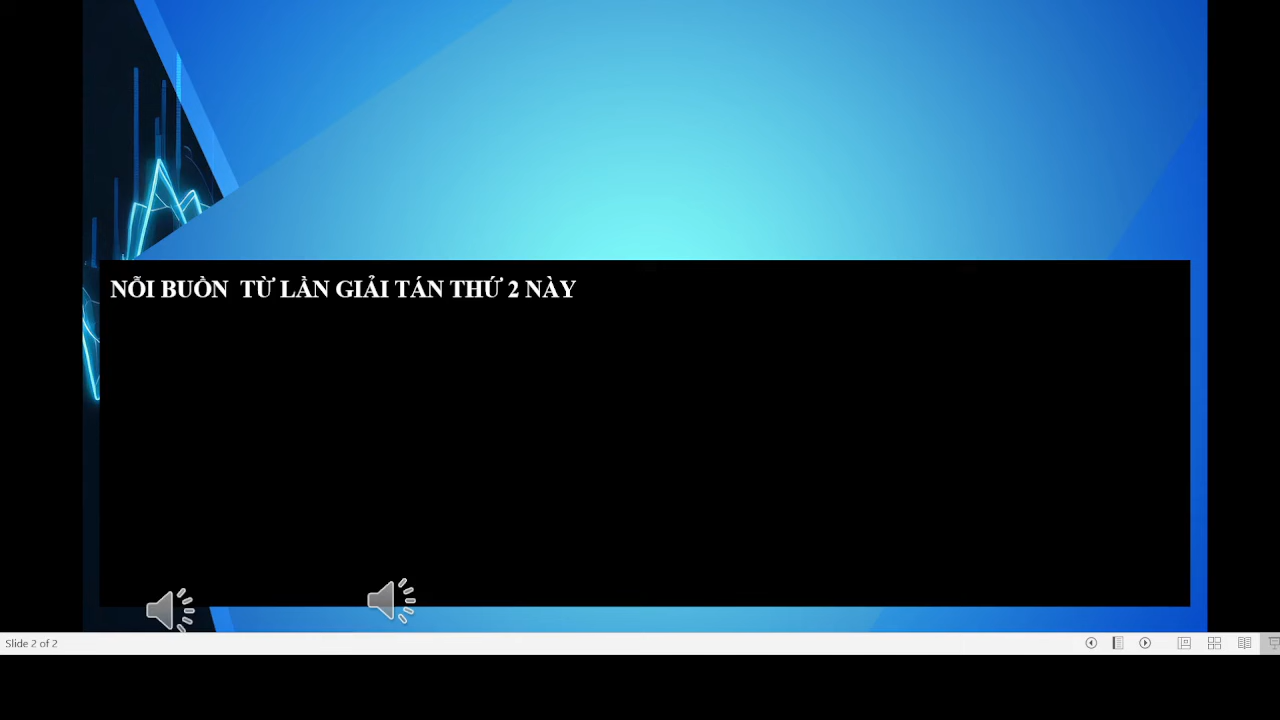 NỖI BUỒN  TỪ LẦN GIẢI TÁN THỨ 2 NÀY
Slide 2 of 2